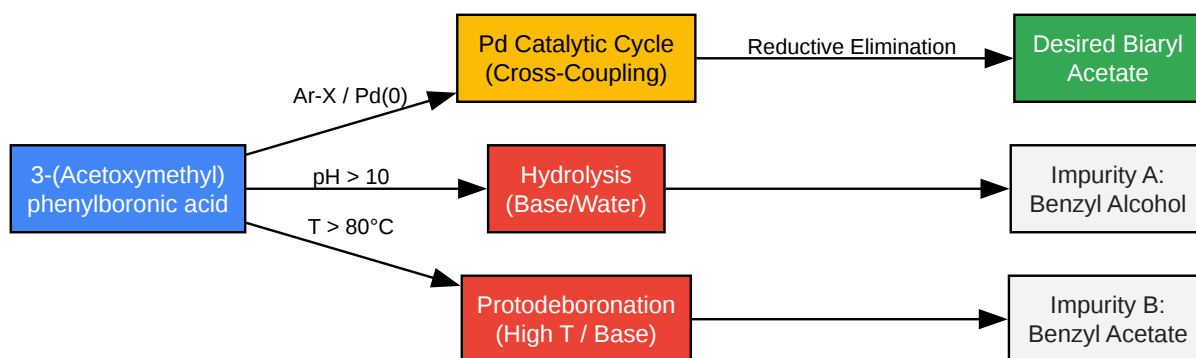 Pd Catalytic Cycle
(Cross-Coupling)
Reductive Elimination
Desired Biaryl
Acetate
Ar-X / Pd(0)
3-(Acetoxymethyl)
phenylboronic acid
pH > 10
Hydrolysis
(Base/Water)
Impurity A:
Benzyl Alcohol
T > 80°C
Protodeboronation
(High T / Base)
Impurity B:
Benzyl Acetate